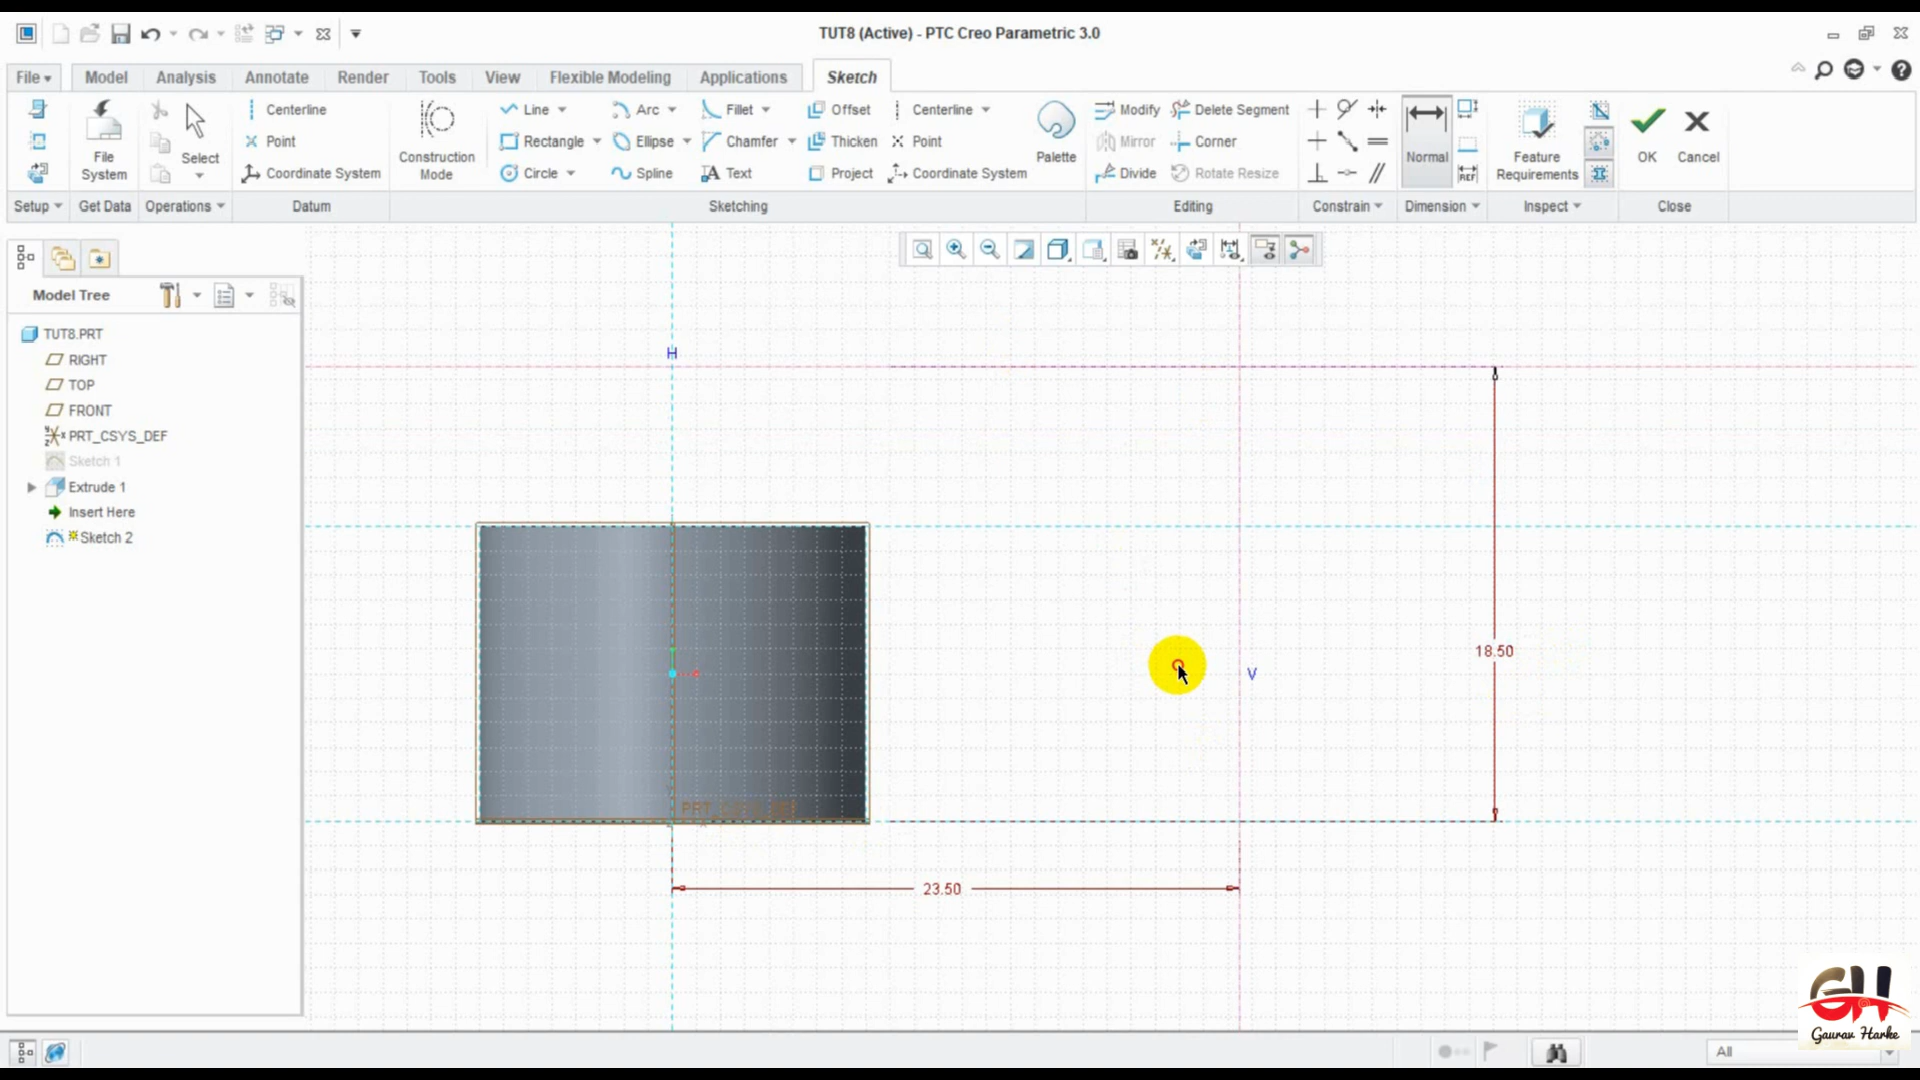 TUT8 (Active) - PTC Creo Parametric 3.0
File Model Analysis Annotate Render Tools View Flexible Modeling Applications Sketch
Centerline Line Arc Fillet Offset Centerline Modify Delete Segment
Point Rectangle Ellipse Chamfer Thicken Point Mirror Corner
File System Select Coordinate System Construction Mode Circle Spline Text Project Coordinate System Palette Divide Rotate Resize Normal REF Feature Requirements OK Cancel
Setup Get Data Operations Datum Sketching Editing Constrain Dimension Inspect Close
Model Tree
TUT8.PRT
RIGHT
TOP
FRONT
PRT_CSYS_DEF
Sketch 1
Extrude 1
Insert Here
Sketch 2
H
18.50
V
PRT_CSYS_DEF
23.50
GH
Gaurav Harke
All